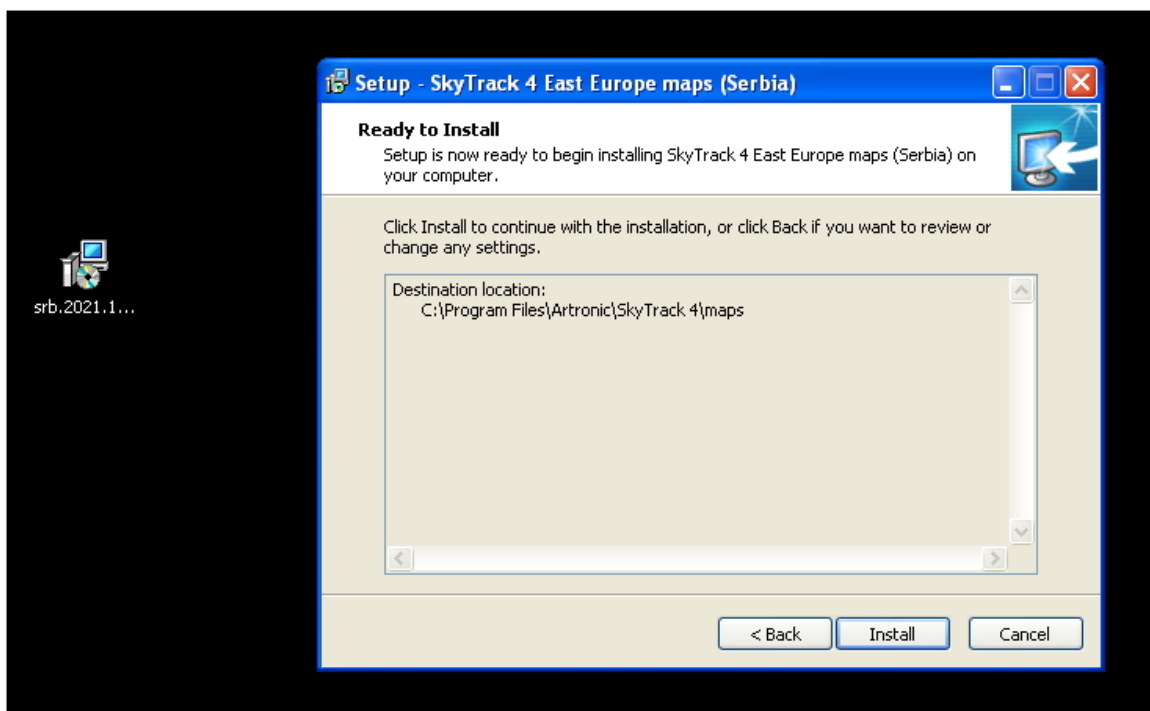 Setup - SkyTrack 4 East Europe maps (Serbia)
Ready to Install
Setup is now ready to begin installing SkyTrack 4 East Europe maps (Serbia) on
your computer.
Click Install to continue with the installation, or click Back if you want to review or
change any settings.
srb.2021.1...
Destination location:
C:\Program Files\Artronic\SkyTrack 4\maps
< Back
Install
Cancel